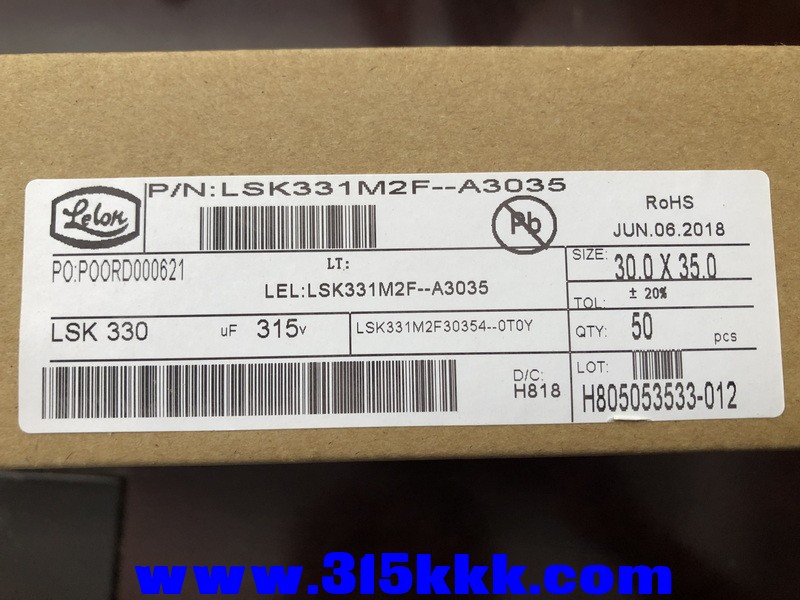 Lelon
P/N:LSK331M2F--A3035
Pb
RoHS
JUN.06.2018
PO:POORD000621
LT.:
LEL:LSK331M2F--A3035
SIZE: 30.0 X 35.0
TOL: ± 20%
LSK 330 uF 315v
LSK331M2F30354--0T0Y
QTY: 50 pcs
D/C:
H818
LOT:
H805053533-012
www.315kkk.com